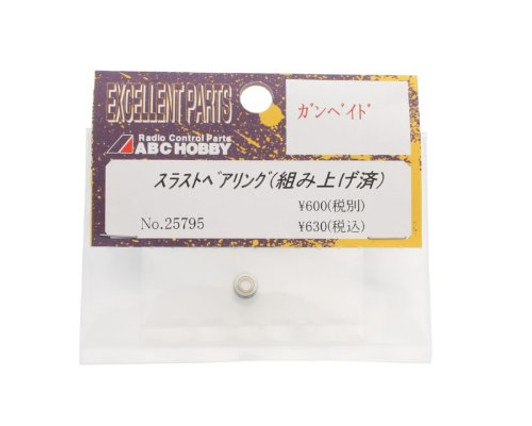 EXCELLENT PARTS
ガンベイド
Radio Control Parts
ABC HOBBY
スラストベアリング(組み上げ済)
¥600(税別)
No.25795
¥630(税込)